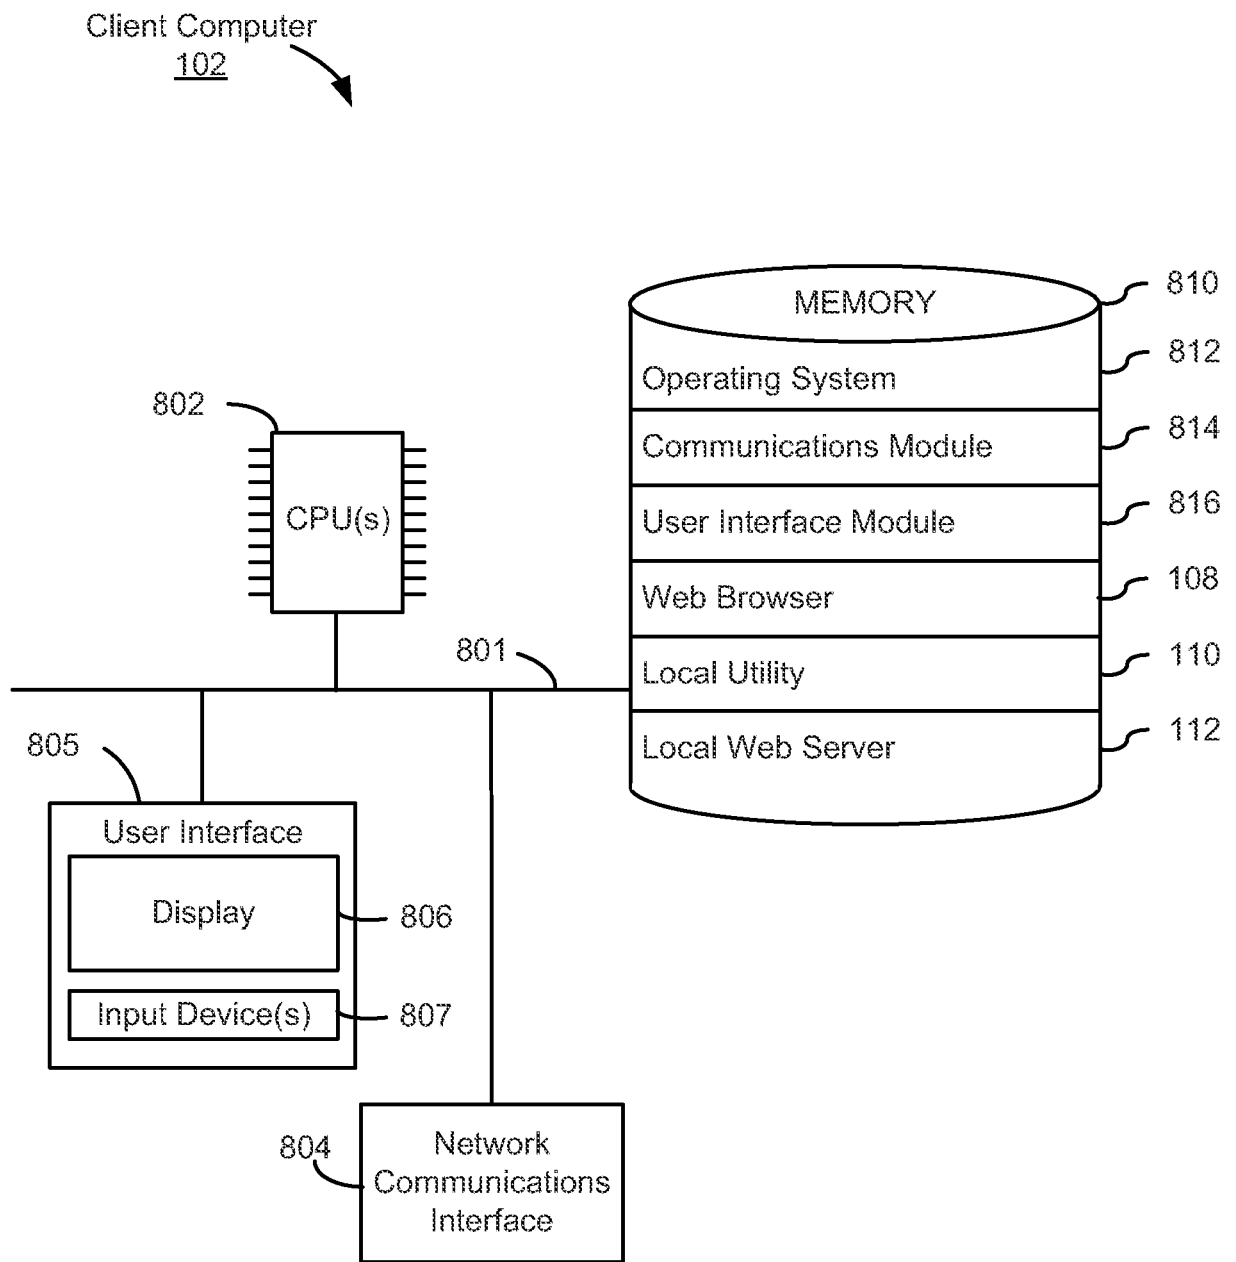 Client Computer
102
MEMORY
810
Operating System
812
Communications Module
814
User Interface Module
816
Web Browser
108
Local Utility
110
Local Web Server
112
802
CPU(s)
801
805
User Interface
Display
806
Input Device(s)
807
804
Network
Communications
Interface